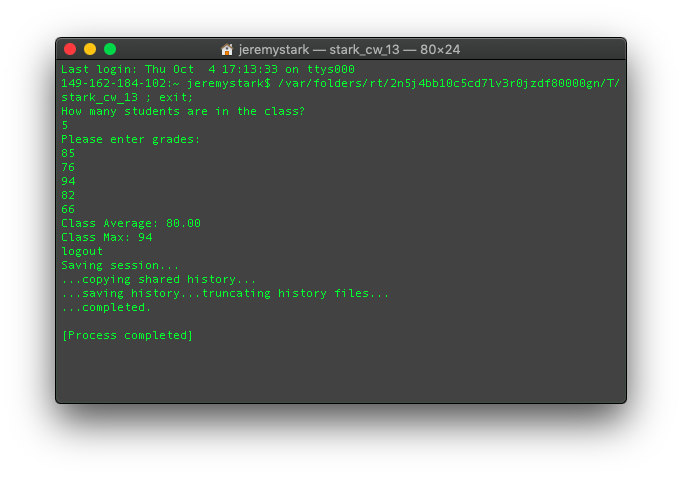 jeremystark — stark_cw_13 — 80×24
Last login: Thu Oct  4 17:13:33 on ttys000
149-162-184-102:~ jeremystark$ /var/folders/rt/2n5j4bb10c5cd7lv3r0jzdf80000gn/T/
stark_cw_13 ; exit;
How many students are in the class?
5
Please enter grades:
85
76
94
82
66
Class Average: 80.00
Class Max: 94
logout
Saving session...
...copying shared history...
...saving history...truncating history files...
...completed.
[Process completed]